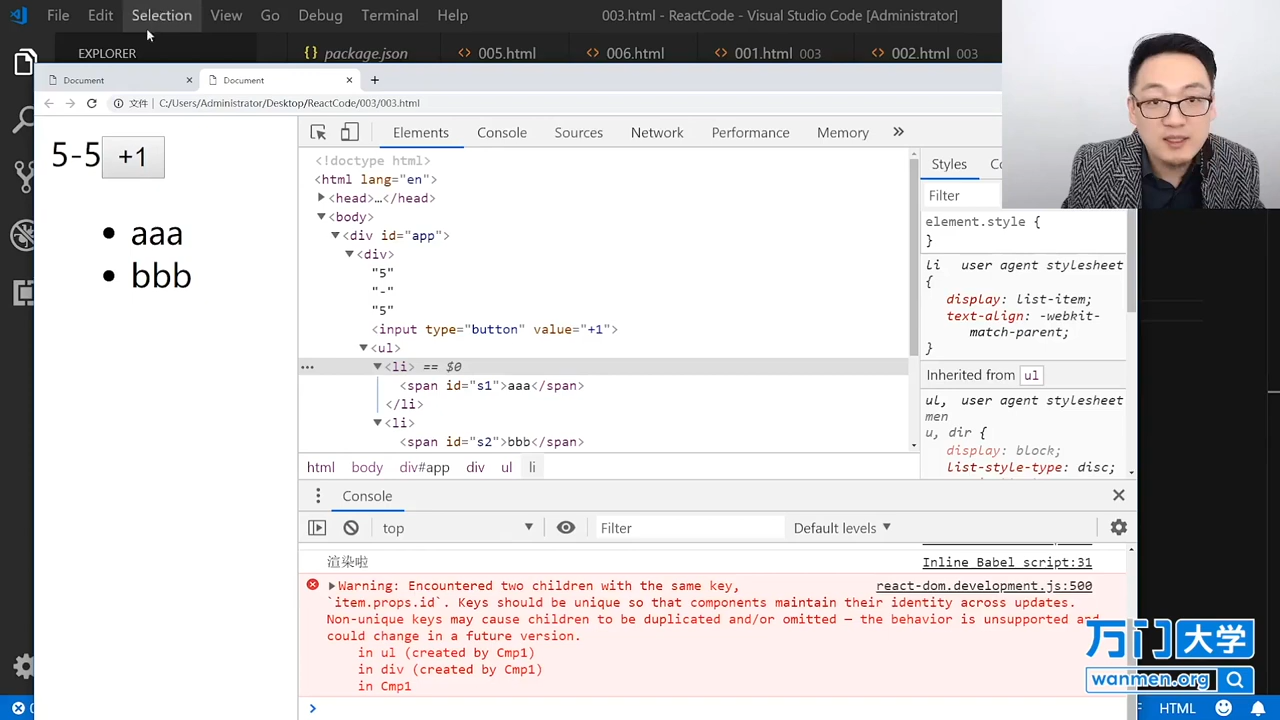 File Edit Selection View Go Debug Terminal Help 003.html - ReactCode - Visual Studio Code [Administrator]
EXPLORER package.json 005.html 006.html 001.html 003 002.html 003
Document Document
文件 C:/Users/Administrator/Desktop/ReactCode/003/003.html
5-5 +1
aaa
bbb
Elements Console Sources Network Performance Memory »
<!doctype html>
<html lang="en">
<head>…</head>
<body>
<div id="app">
<div>
"5"
"-"
"5"
<input type="button" value="+1">
<ul>
<li> == $0
<span id="s1">aaa</span>
</li>
<li>
<span id="s2">bbb</span>
html body div#app div ul li
Styles
Filter
element.style {
}
li user agent stylesheet
{
display: list-item;
text-align: -webkit-
match-parent;
}
Inherited from ul
ul, user agent stylesheet
men
u, dir {
display: block;
list-style-type: disc;
Console
top Filter Default levels
渲染啦 Inline Babel script:31
Warning: Encountered two children with the same key, react-dom.development.js:500
`item.props.id`. Keys should be unique so that components maintain their identity across updates.
Non-unique keys may cause children to be duplicated and/or omitted — the behavior is unsupported and
could change in a future version.
in ul (created by Cmp1)
in div (created by Cmp1)
in Cmp1
万门大学
wanmen.org
HTML